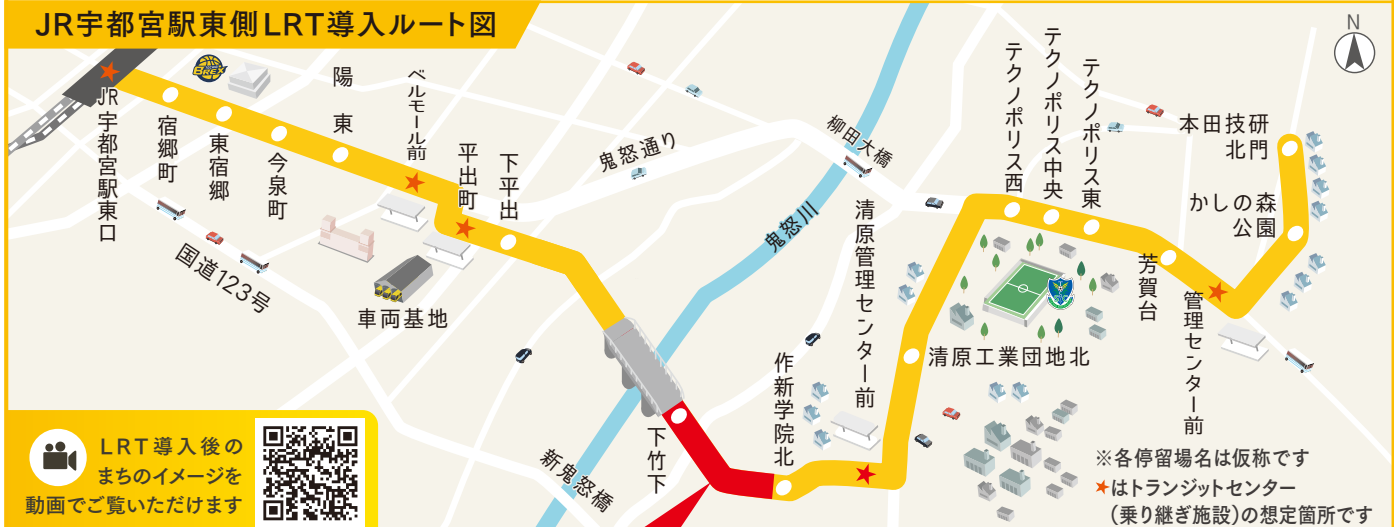 JR宇都宮駅東側LRT導入ルート図
N
BREX
JR宇都宮駅東口
宿郷町
東宿郷
今泉町
陽東
ベルモール前
平出町
下平出
鬼怒通り
柳田大橋
鬼怒川
国道123号
車両基地
新鬼怒橋
下竹下
作新学院北
清原管理センター前
清原工業団地北
テクノポリス西
テクノポリス中央
テクノポリス東
芳賀台
管理センター前
かしの森
公園
本田技研
北門
LRT導入後の
まちのイメージを
動画でご覧いただけます
※各停留場名は仮称です
★はトランジットセンター
(乗り継ぎ施設)の想定箇所です